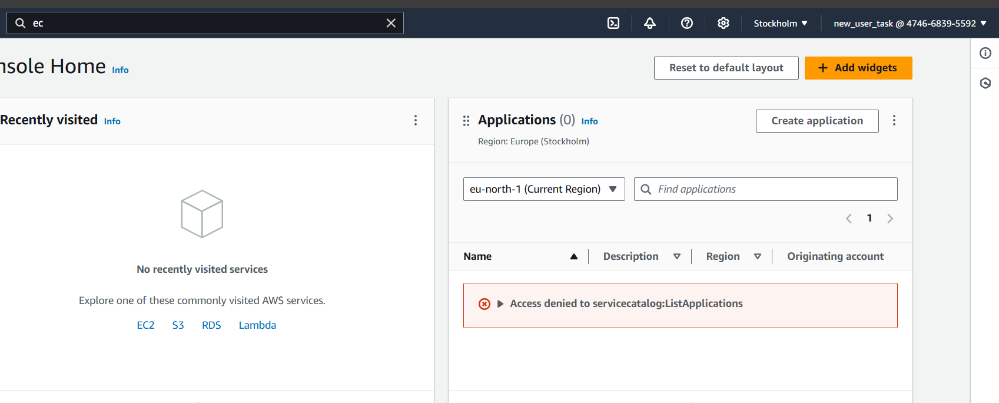 ec
Stockholm ▼
new_user_task @ 4746-6839-5592 ▼
nsole Home Info
Reset to default layout
+ Add widgets
Recently visited Info
No recently visited services
Explore one of these commonly visited AWS services.
EC2 S3 RDS Lambda
Applications (0) Info
Region: Europe (Stockholm)
Create application
eu-north-1 (Current Region) ▼
Find applications
1
Name Description Region Originating account
Access denied to servicecatalog:ListApplications